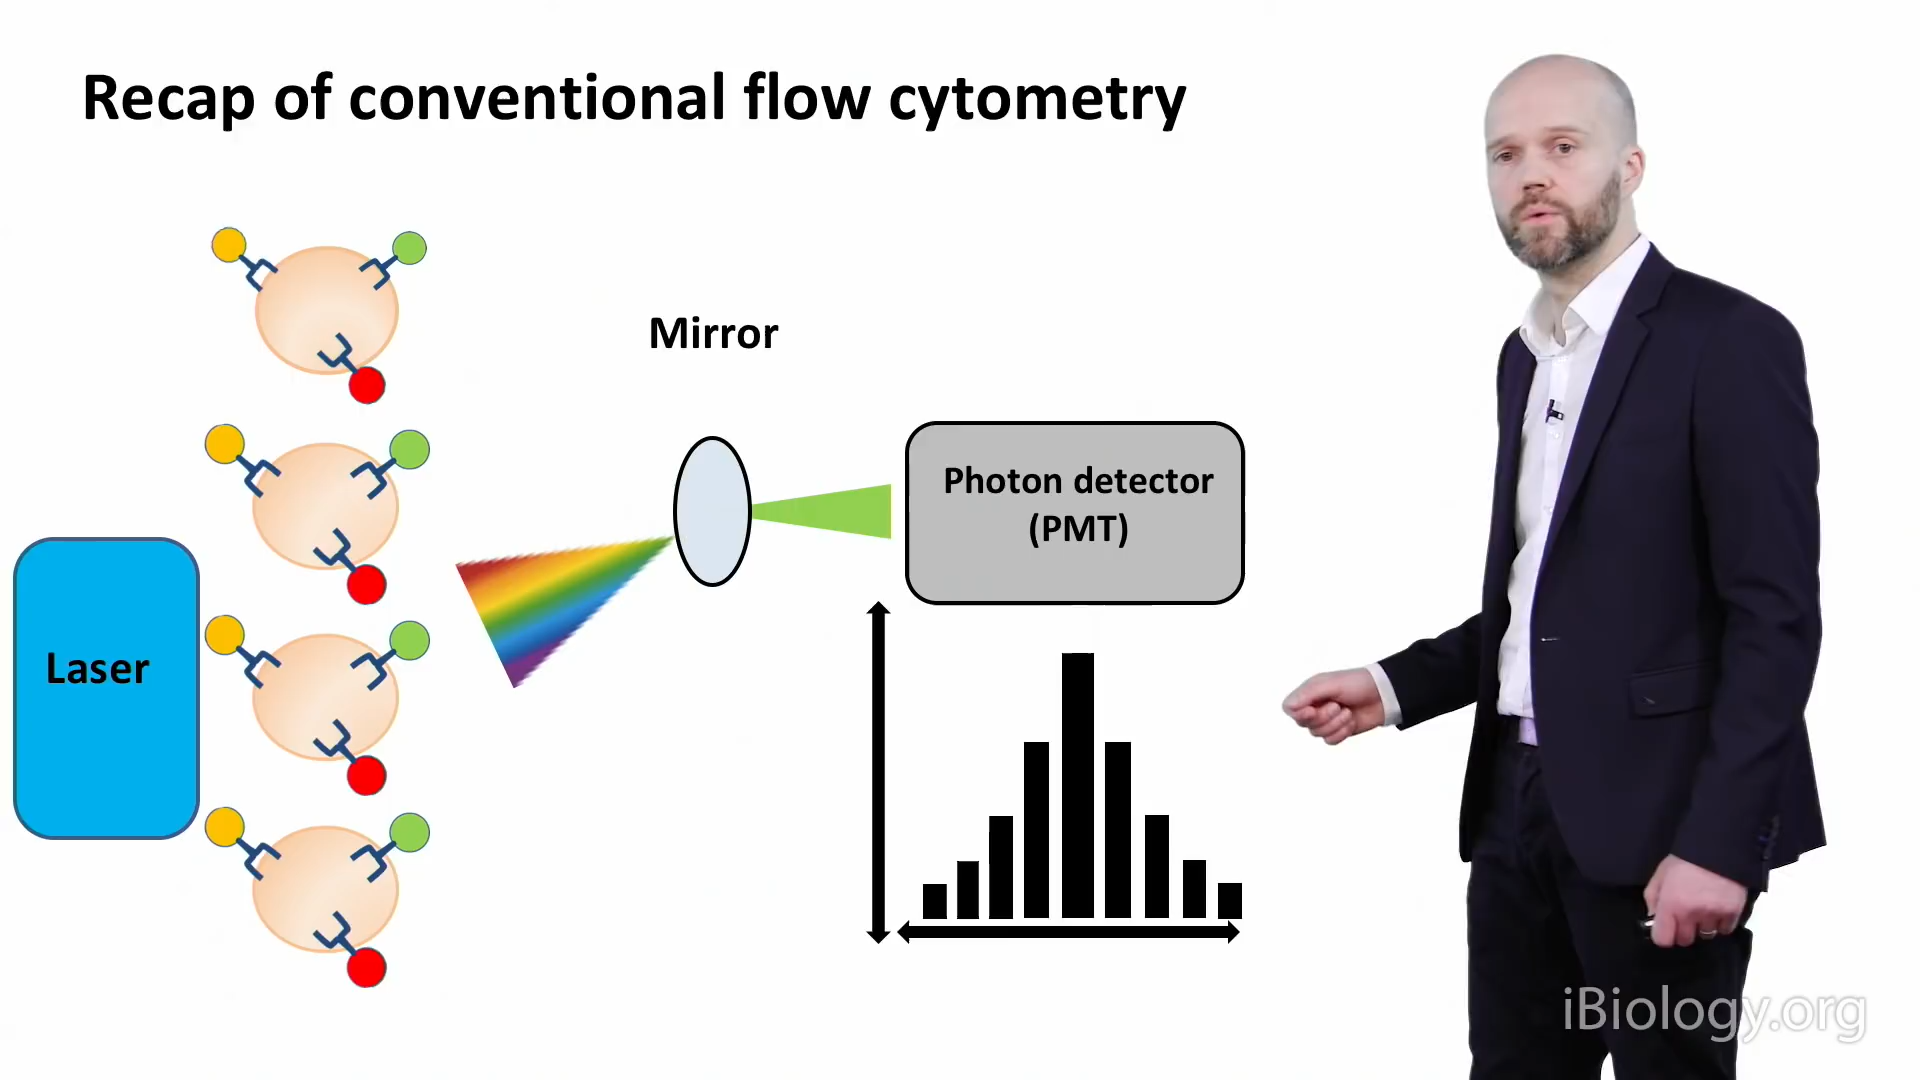 Recap of conventional flow cytometry
Mirror
Photon detector
(PMT)
Laser
iBiology.org